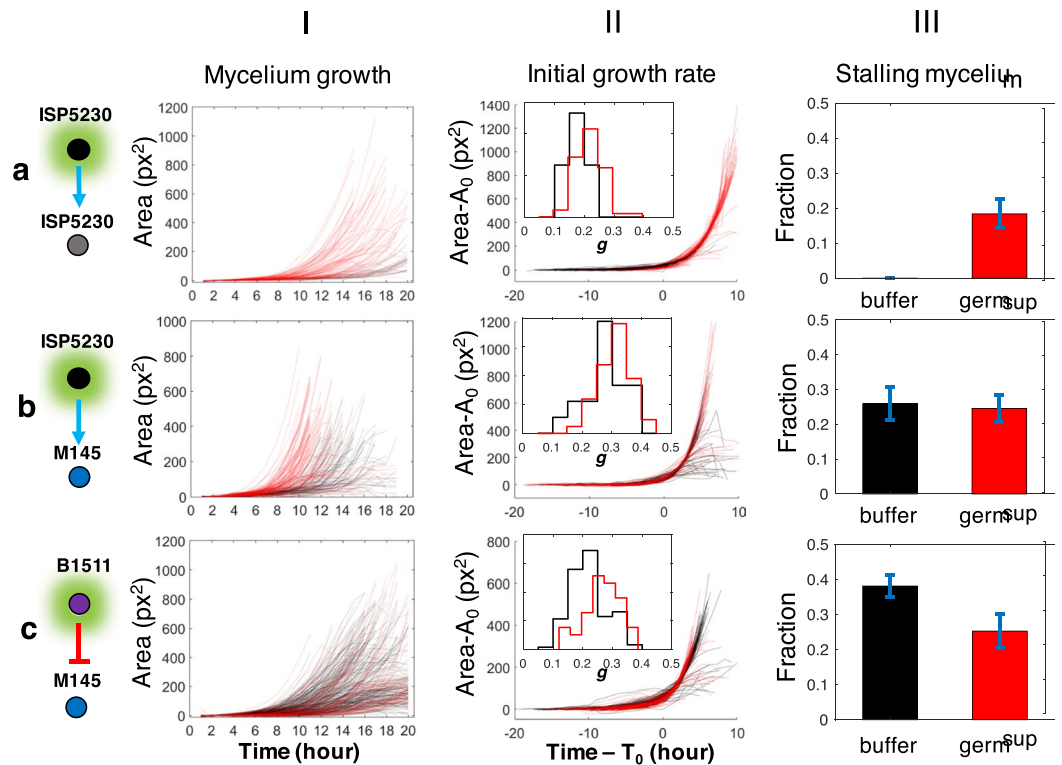 I II III
Mycelium growth Initial growth rate Stalling mycelium
a
ISP5230
ISP5230
Area (px²)
1200
1000
800
600
400
200
0
0 2 4 6 8 10 12 14 16 18 20
Area-A₀ (px²)
1400
1200
1000
800
600
400
200
0
-20 -10 0 10
0 0.1 0.2 0.3 0.4 0.5
g
Fraction
0.5
0.4
0.3
0.2
0.1
0
buffer germ sup
b
ISP5230
M145
Area (px²)
1000
800
600
400
200
0
0 2 4 6 8 10 12 14 16 18 20
Area-A₀ (px²)
1200
1000
800
600
400
200
0
-20 -10 0 10
0 0.1 0.2 0.3 0.4 0.5
g
Fraction
0.5
0.4
0.3
0.2
0.1
0
buffer germ sup
c
B1511
M145
Area (px²)
1200
1000
800
600
400
200
0
0 2 4 6 8 10 12 14 16 18 20
Time (hour)
Area-A₀ (px²)
800
600
400
200
0
-20 -10 0 10
Time – T₀ (hour)
0 0.1 0.2 0.3 0.4 0.5
g
Fraction
0.5
0.4
0.3
0.2
0.1
0
buffer germ sup